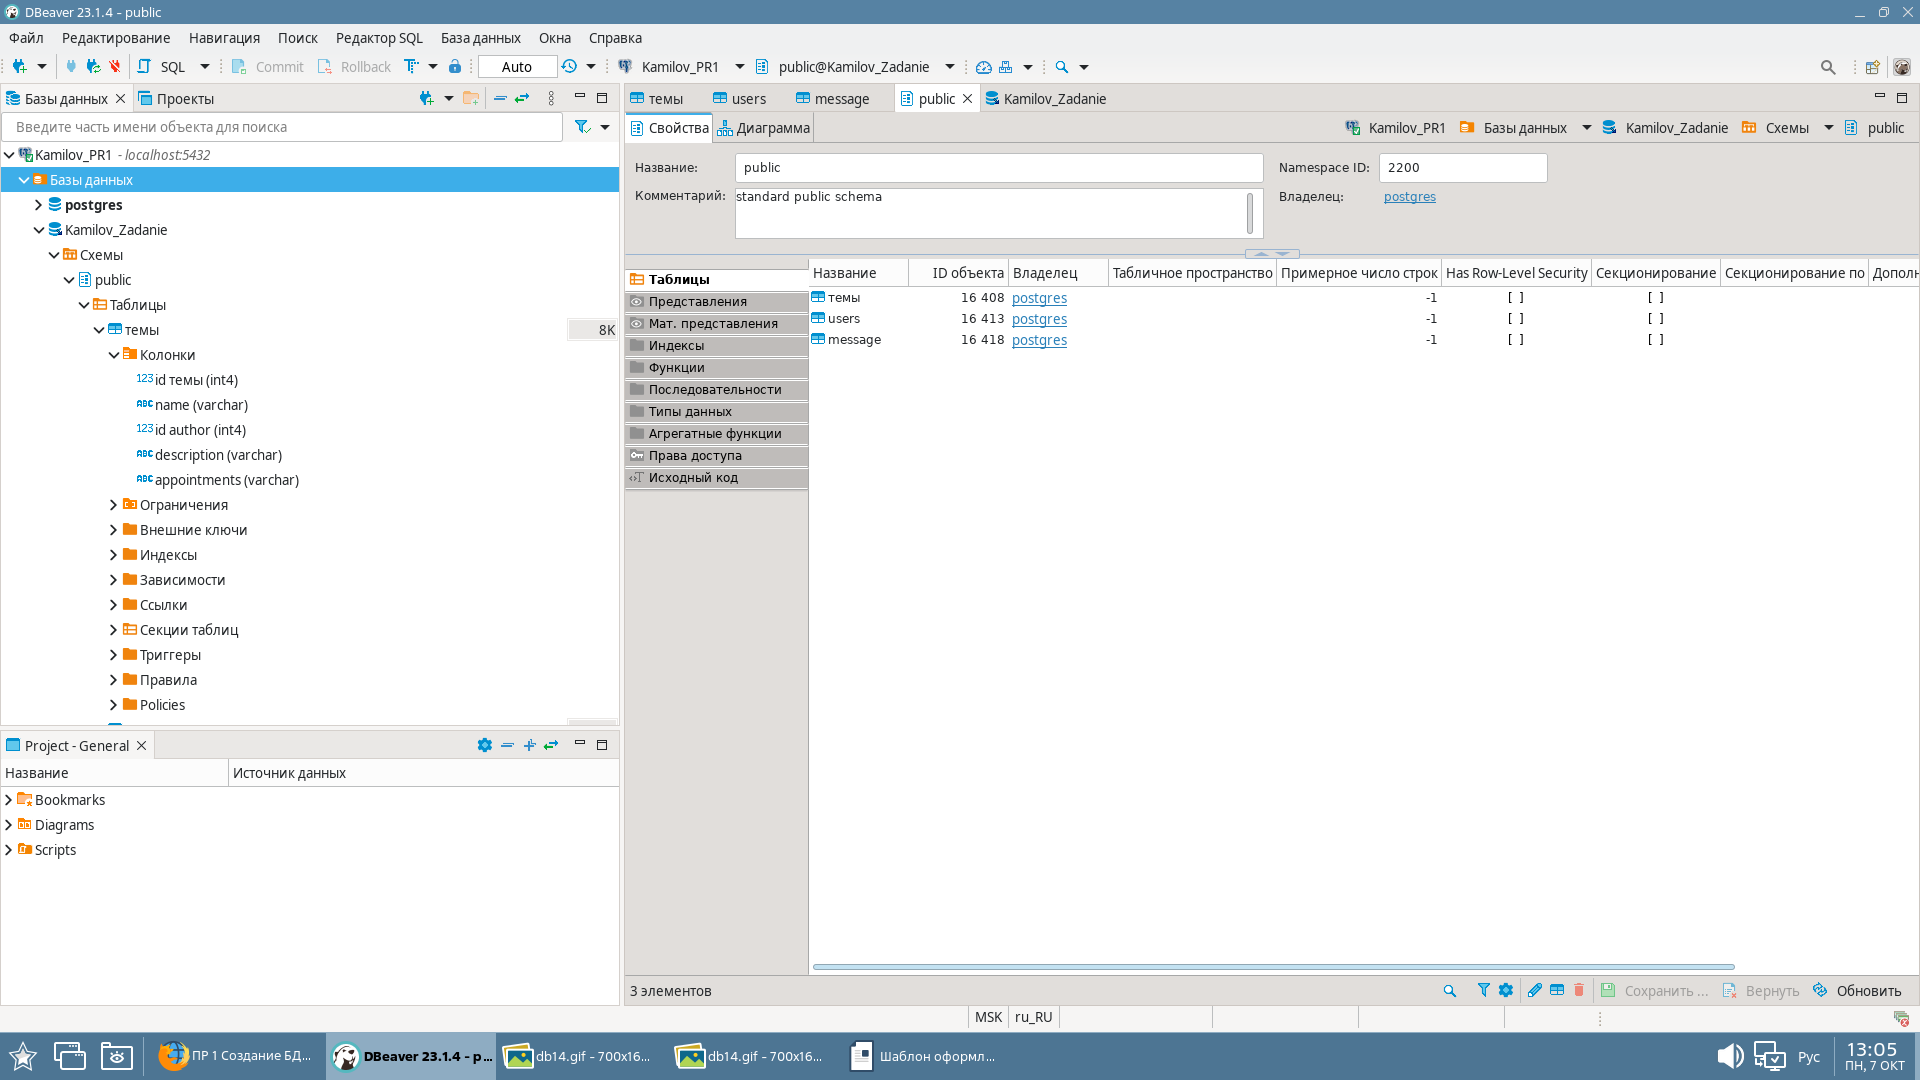 DBeaver 23.1.4 - public
Файл Редактирование Навигация Поиск Редактор SQL База данных Окна Справка
SQL Commit Rollback Auto Kamilov_PR1 public@Kamilov_Zadanie
Базы данных Проекты
Введите часть имени объекта для поиска
Kamilov_PR1 - localhost:5432
Базы данных
postgres
Kamilov_Zadanie
Схемы
public
Таблицы
темы 8K
Колонки
123 id темы (int4)
ABC name (varchar)
123 id author (int4)
ABC description (varchar)
ABC appointments (varchar)
Ограничения
Внешние ключи
Индексы
Зависимости
Ссылки
Секции таблиц
Триггеры
Правила
Policies
Project - General
Название Источник данных
Bookmarks
Diagrams
Scripts
темы users message public Kamilov_Zadanie
Свойства Диаграмма Kamilov_PR1 Базы данных Kamilov_Zadanie Схемы public
Название: public Namespace ID: 2200
Комментарий: standard public schema Владелец: postgres
Таблицы
Представления
Мат. представления
Индексы
Функции
Последовательности
Типы данных
Агрегатные функции
Права доступа
Исходный код
Название ID объекта Владелец Табличное пространство Примерное число строк Has Row-Level Security Секционирование Секционирование по Дополн
темы 16 408 postgres -1 [ ] [ ]
users 16 413 postgres -1 [ ] [ ]
message 16 418 postgres -1 [ ] [ ]
3 элементов Сохранить ... Вернуть Обновить
MSK ru_RU
ПР 1 Создание БД... DBeaver 23.1.4 - p... db14.gif – 700x16... db14.gif – 700x16... Шаблон оформл... Рус 13:05
ПН, 7 ОКТ